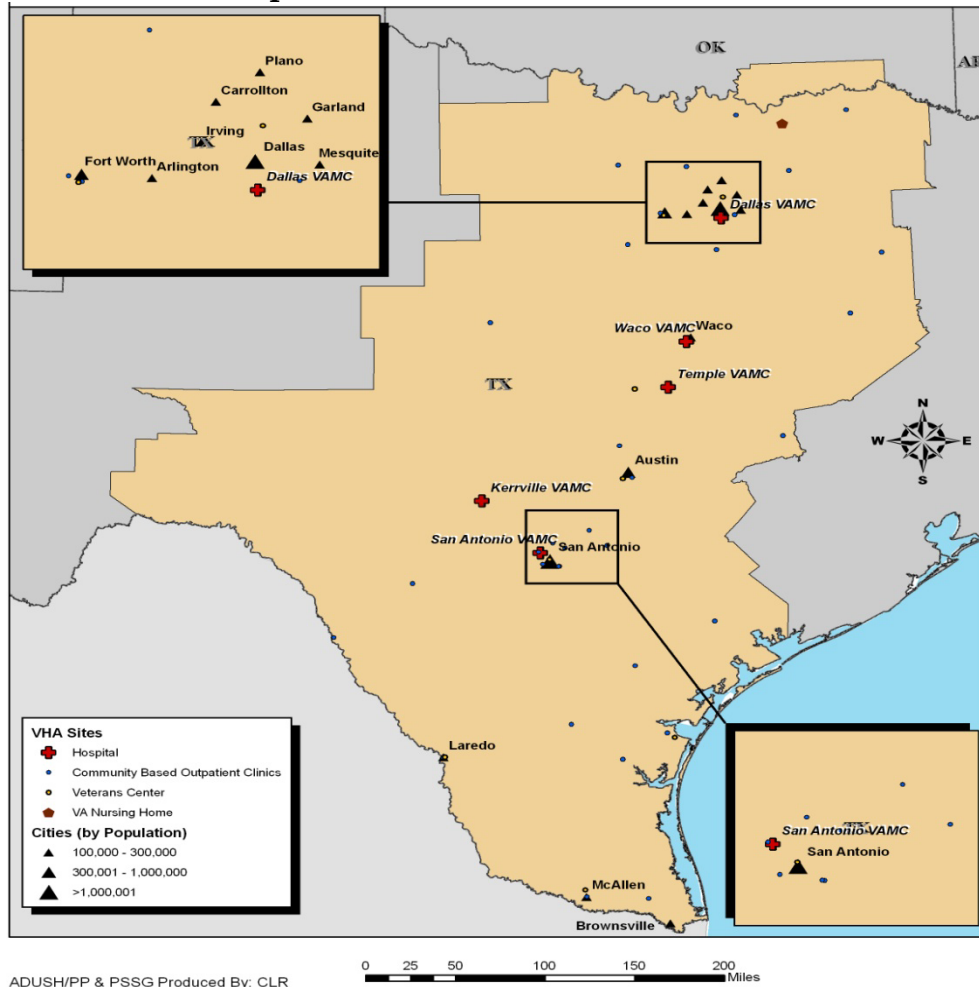 OK
AR
Plano
Carrollton
Garland
Irving
TX
Dallas
Mesquite
Fort Worth
Arlington
Dallas VAMC
Dallas VAMC
Waco VAMC
Waco
Temple VAMC
TX
N
W
E
S
Austin
Kerrville VAMC
San Antonio VAMC
San Antonio
VHA Sites
Hospital
Community Based Outpatient Clinics
Veterans Center
VA Nursing Home
Cities (by Population)
100,000 - 300,000
300,001 - 1,000,000
>1,000,001
Laredo
McAllen
Brownsville
TX
San Antonio VAMC
San Antonio
ADUSH/PP & PSSG Produced By: CLR
0 25 50 100 150 200
Miles